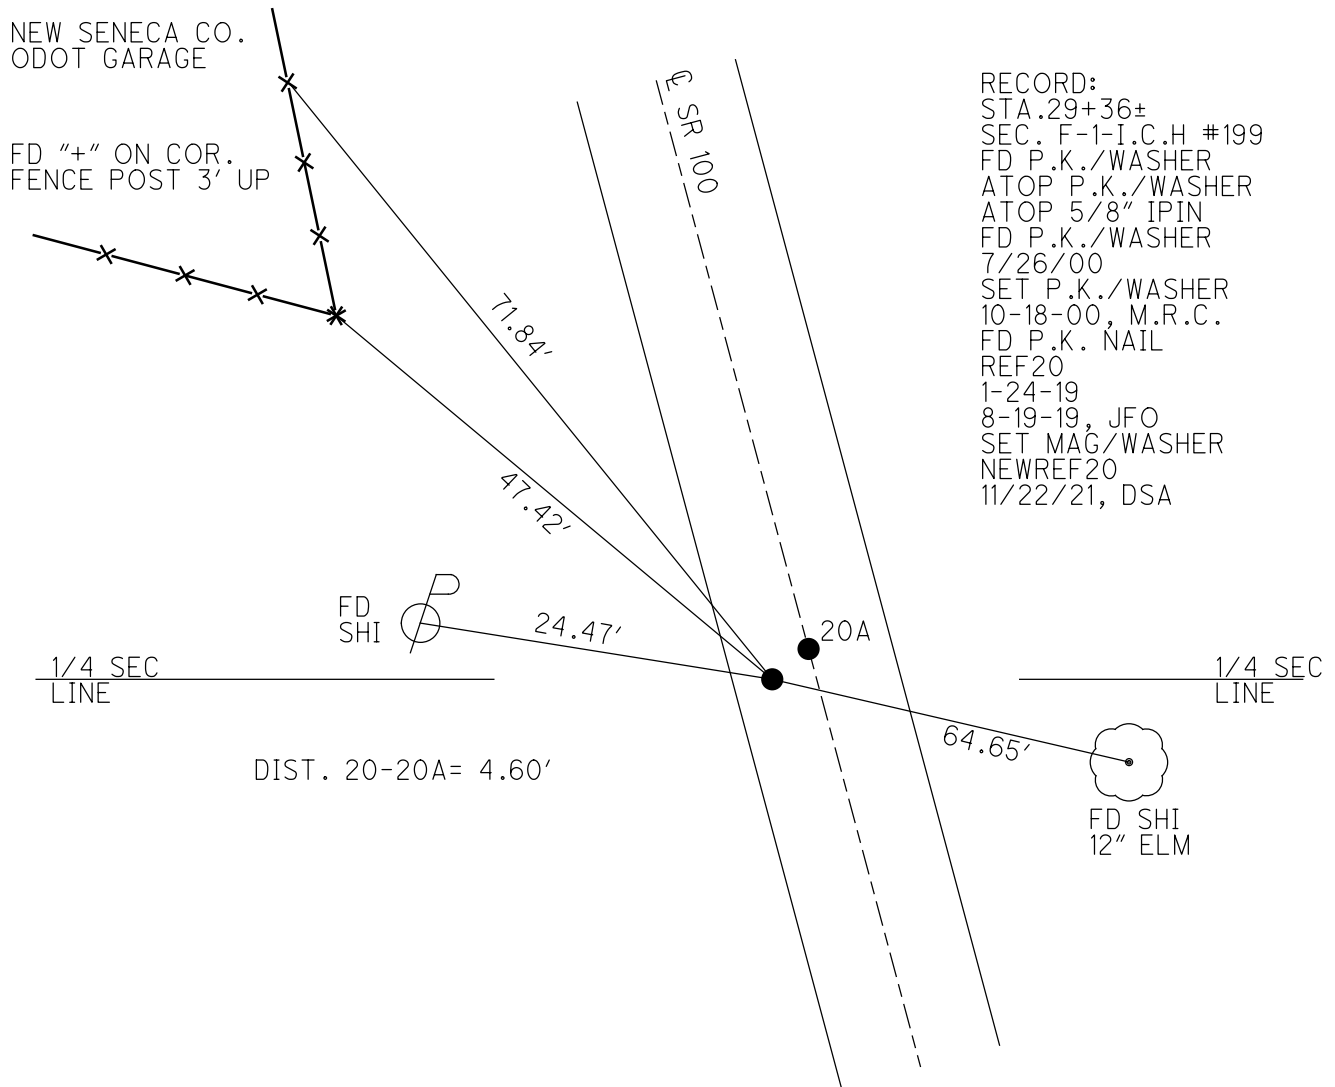 NEW SENECA CO.
ODOT GARAGE
FD "+" ON COR.
FENCE POST 3' UP
℄ SR 100
RECORD:
STA.29+36±
SEC. F-1-I.C.H #199
FD P.K./WASHER
ATOP P.K./WASHER
ATOP 5/8" IPIN
FD P.K./WASHER
7/26/00
SET P.K./WASHER
10-18-00, M.R.C.
FD P.K. NAIL
REF20
1-24-19
8-19-19, JFO
SET MAG/WASHER
NEWREF20
11/22/21, DSA
71.84'
47.42'
FD
SHI
24.47'
20A
1/4 SEC
LINE
1/4 SEC
LINE
64.65'
DIST. 20-20A= 4.60'
FD SHI
12" ELM